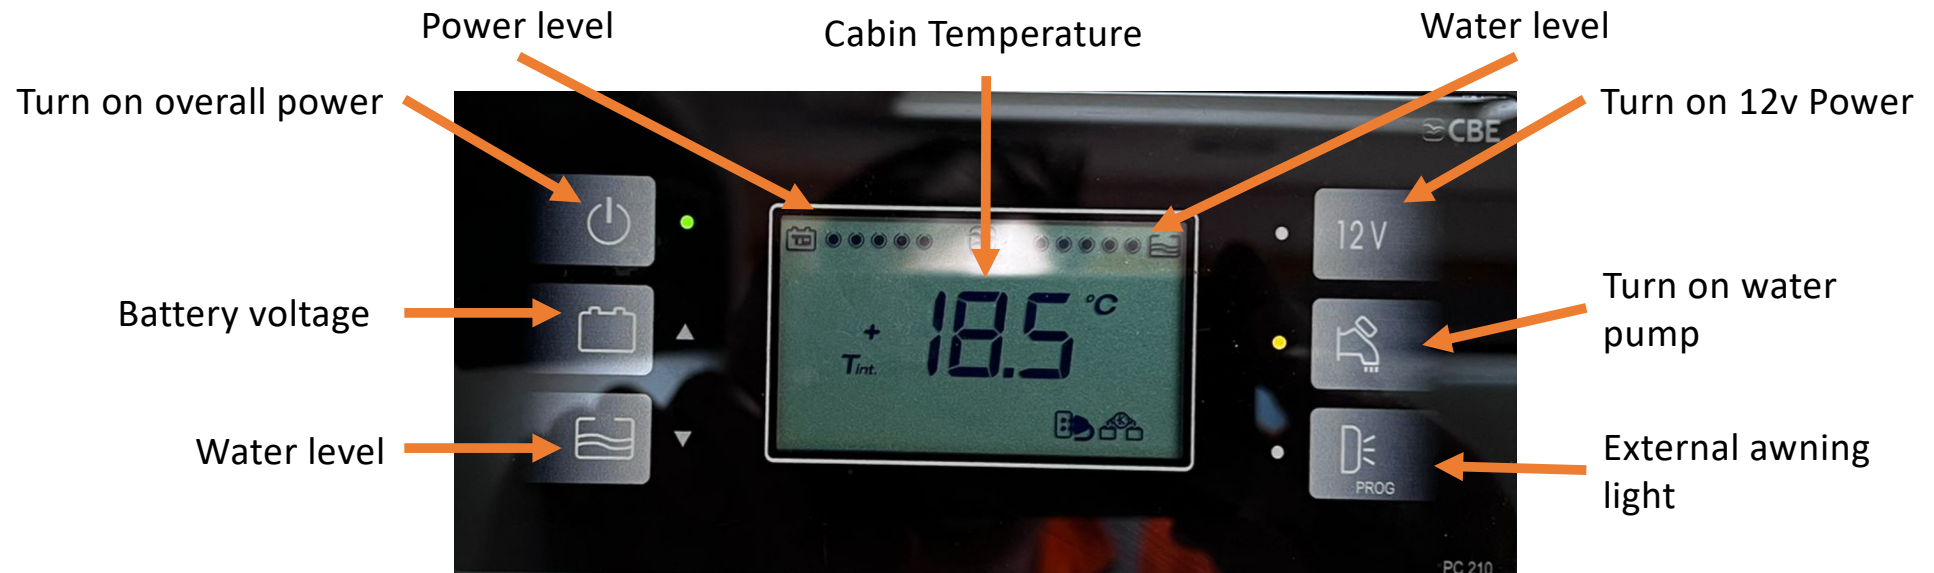 Power level
Cabin Temperature
Water level
Turn on overall power
Turn on 12v Power
CBE
12V
Battery voltage
18.5 °C
+
Tint.
Turn on water
pump
Water level
External awning
light
PROG
PC 210